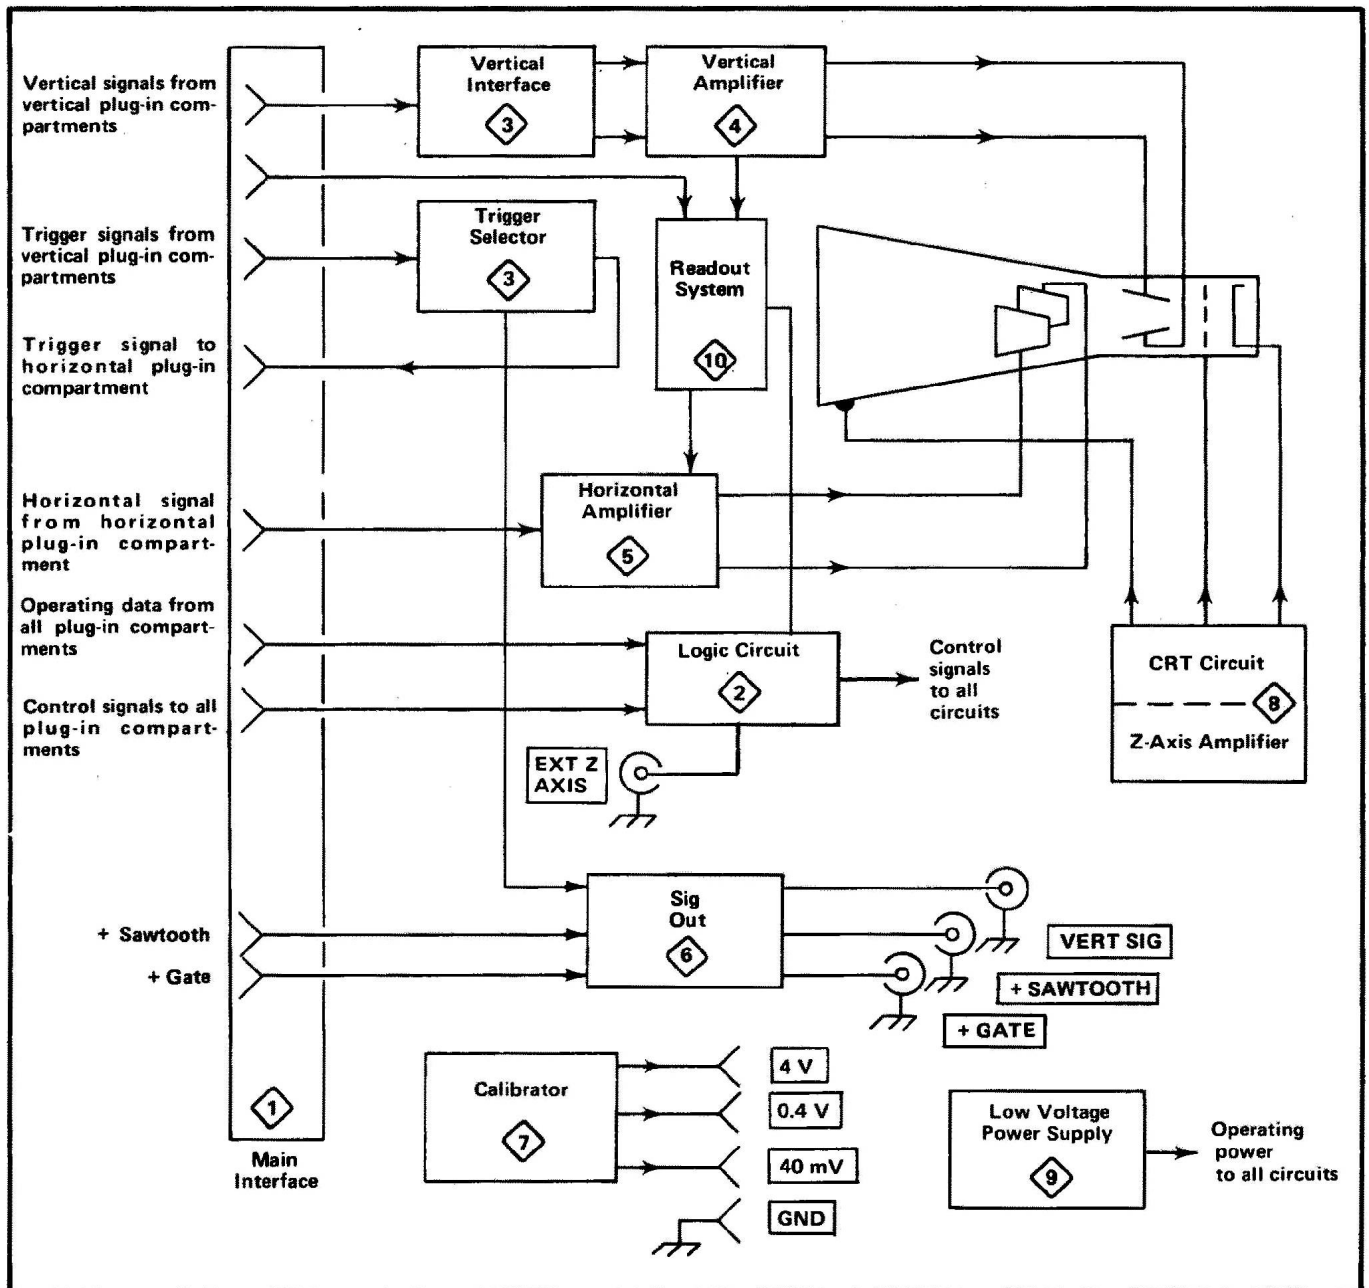 Vertical signals from
vertical plug-in com-
partments
Trigger signals from
vertical plug-in com-
partments
Trigger signal to
horizontal plug-in
compartment
Horizontal signal
from horizontal
plug-in compart-
ment
Operating data from
all plug-in compart-
ments
Control signals to all
plug-in compart-
ments
+ Sawtooth
+ Gate
1
Main
Interface
Vertical
Interface
3
Vertical
Amplifier
4
Trigger
Selector
3
Readout
System
10
Horizontal
Amplifier
5
Logic Circuit
2
Control
signals
to all
circuits
EXT Z
AXIS
CRT Circuit
8
Z-Axis Amplifier
Sig
Out
6
VERT SIG
+ SAWTOOTH
+ GATE
Calibrator
7
4 V
0.4 V
40 mV
GND
Low Voltage
Power Supply
9
Operating
power
to all circuits